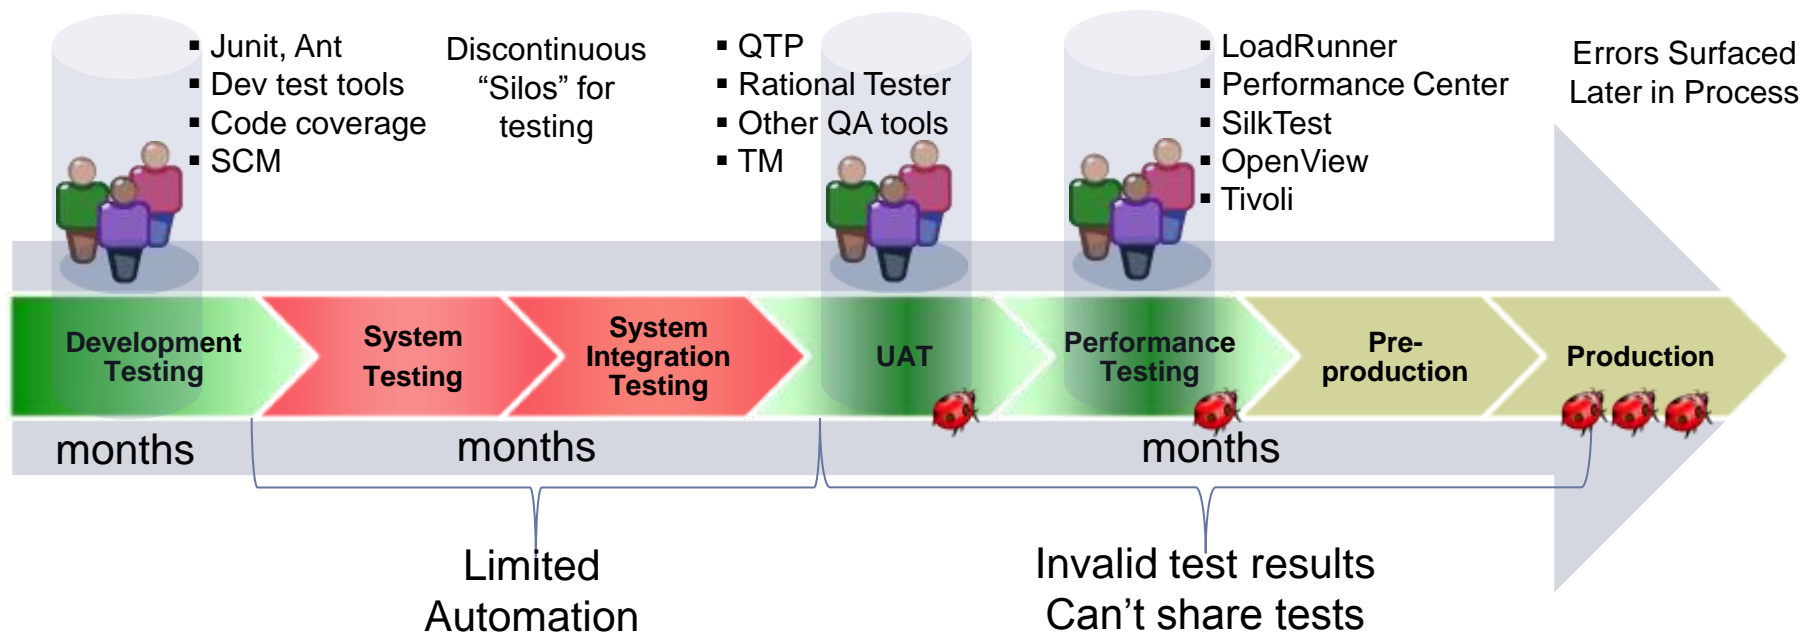 ▪ Junit, Ant
▪ Dev test tools
▪ Code coverage
▪ SCM
Discontinuous
“Silos” for
testing
▪ QTP
▪ Rational Tester
▪ Other QA tools
▪ TM
▪ LoadRunner
▪ Performance Center
▪ SilkTest
▪ OpenView
▪ Tivoli
Errors Surfaced
Later in Process
Development
Testing
System
Testing
System
Integration
Testing
UAT
Performance
Testing
Pre-
production
Production
months
months
months
Limited
Automation
Invalid test results
Can’t share tests